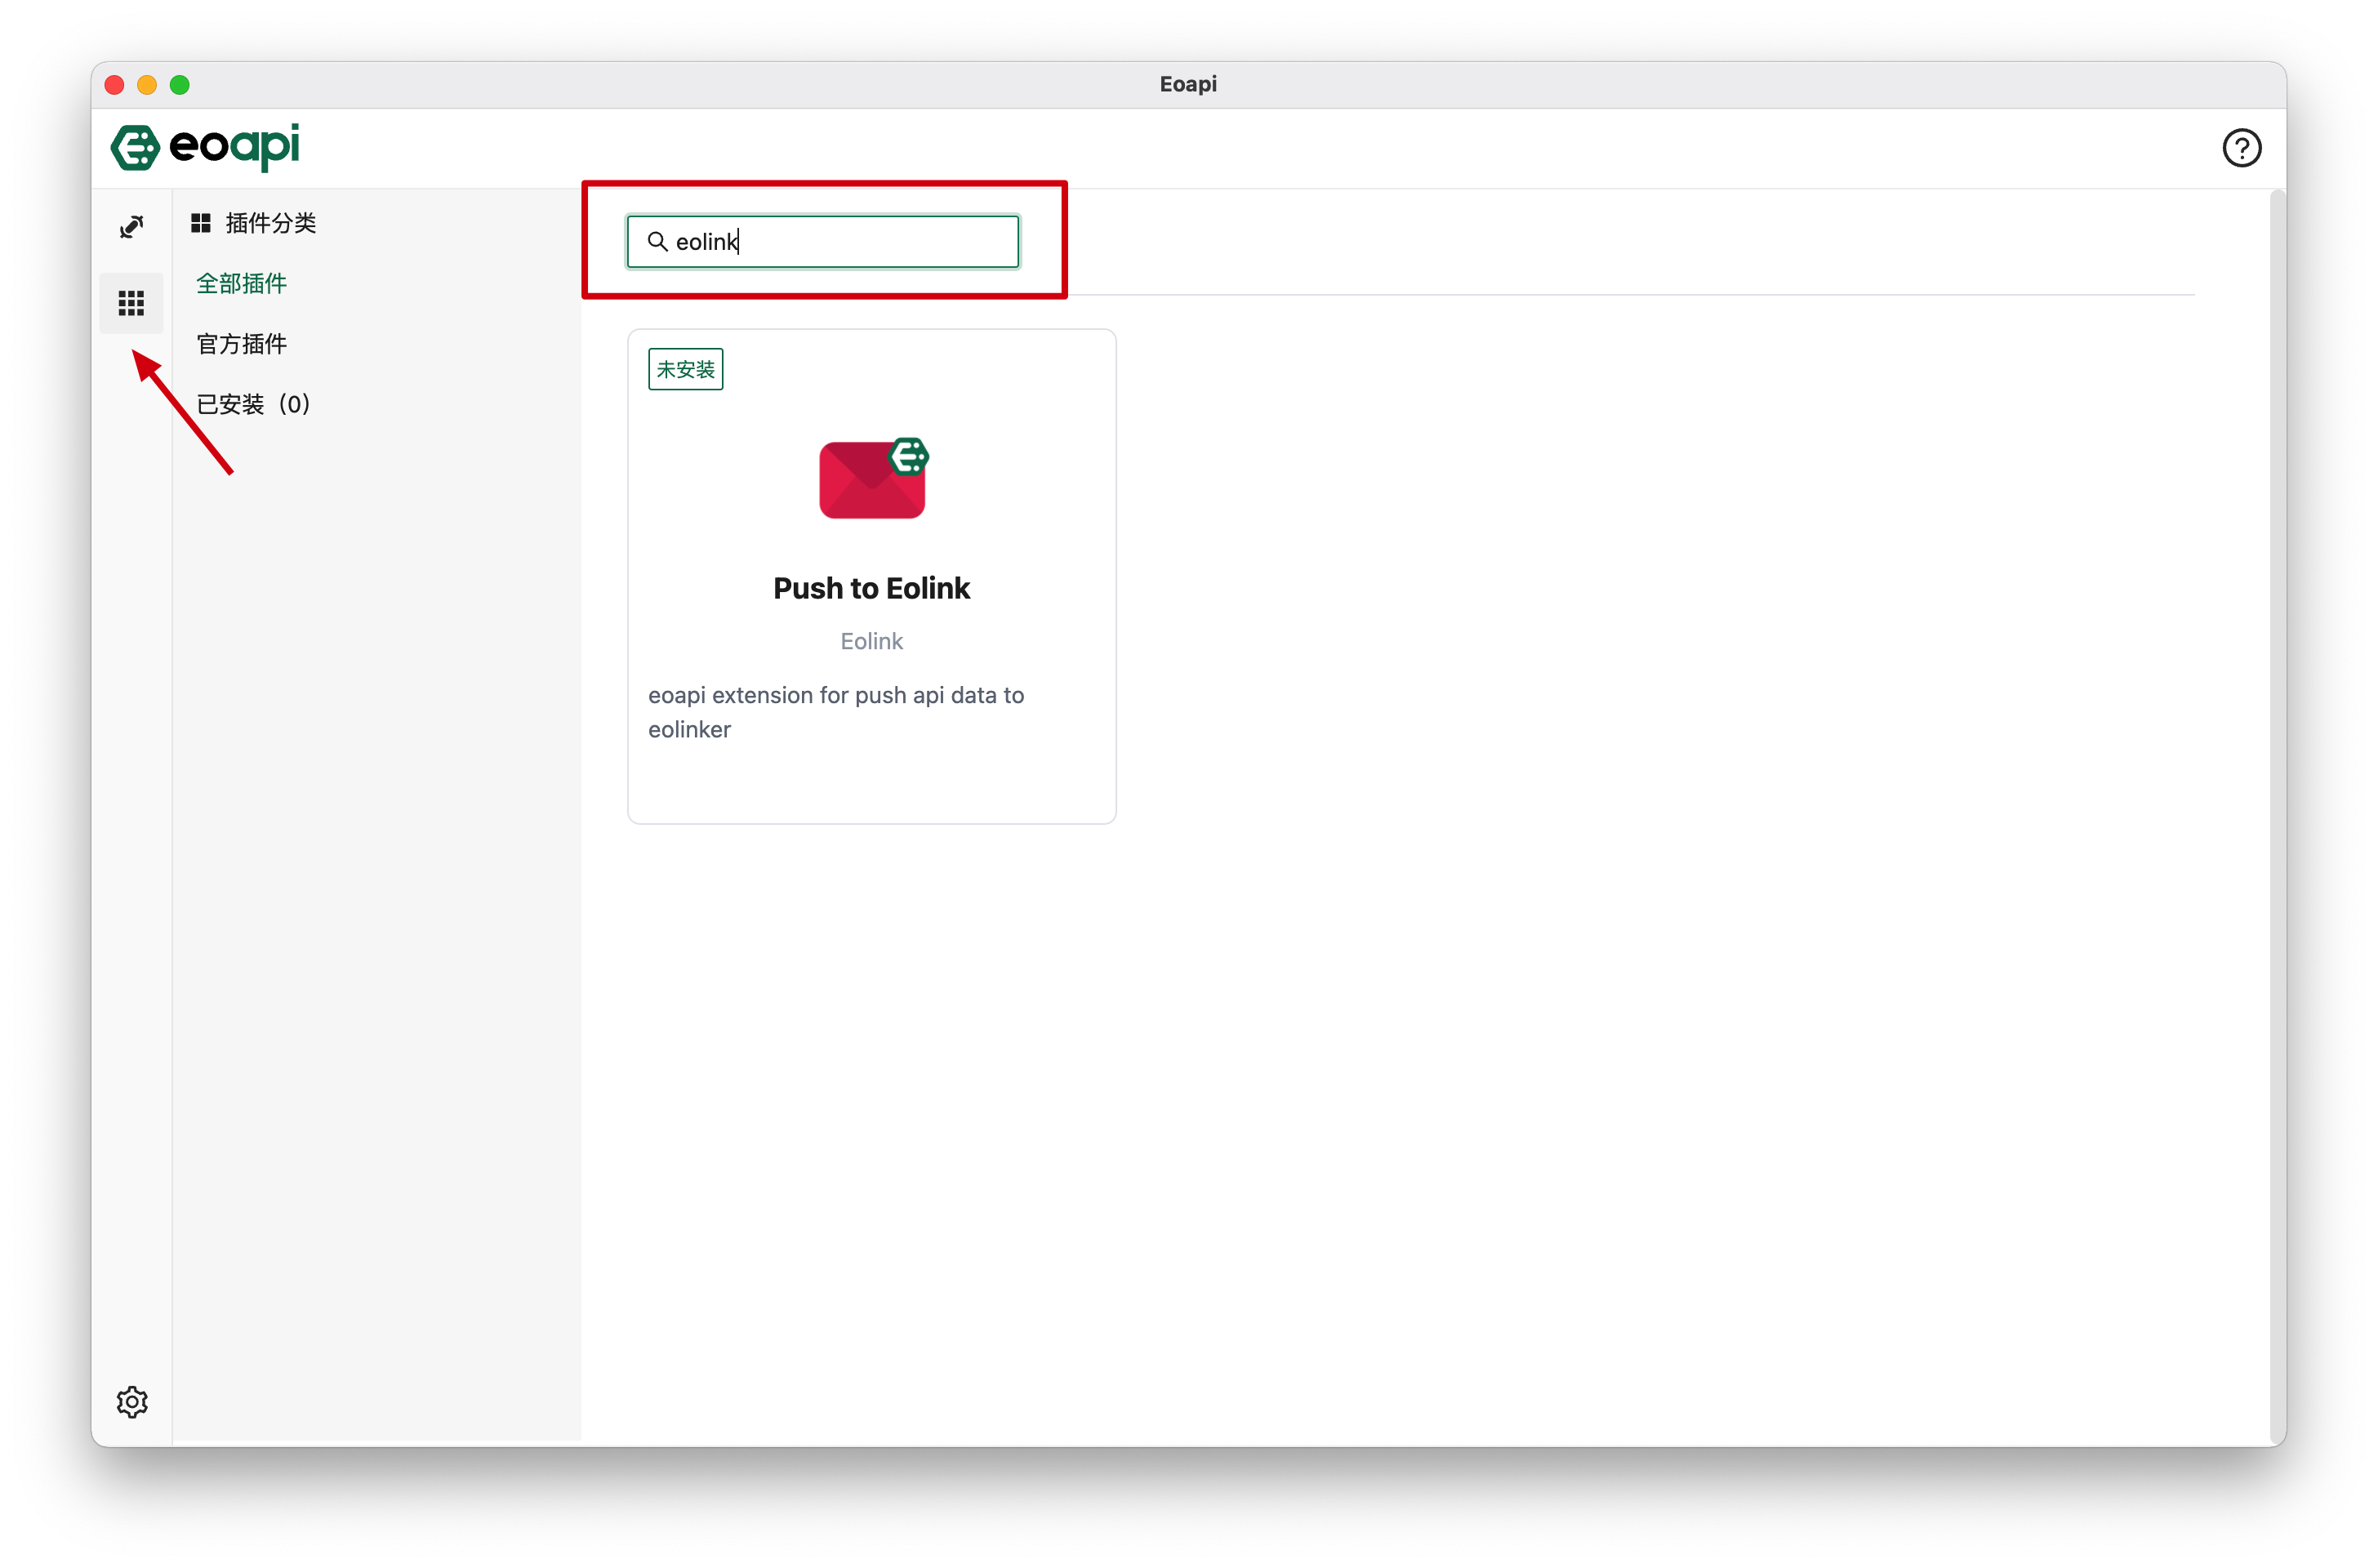 Eoapi
eoapi
插件分类
全部插件
官方插件
已安装（0）
eolink
未安装
Push to Eolink
Eolink
eoapi extension for push api data to
eolinker